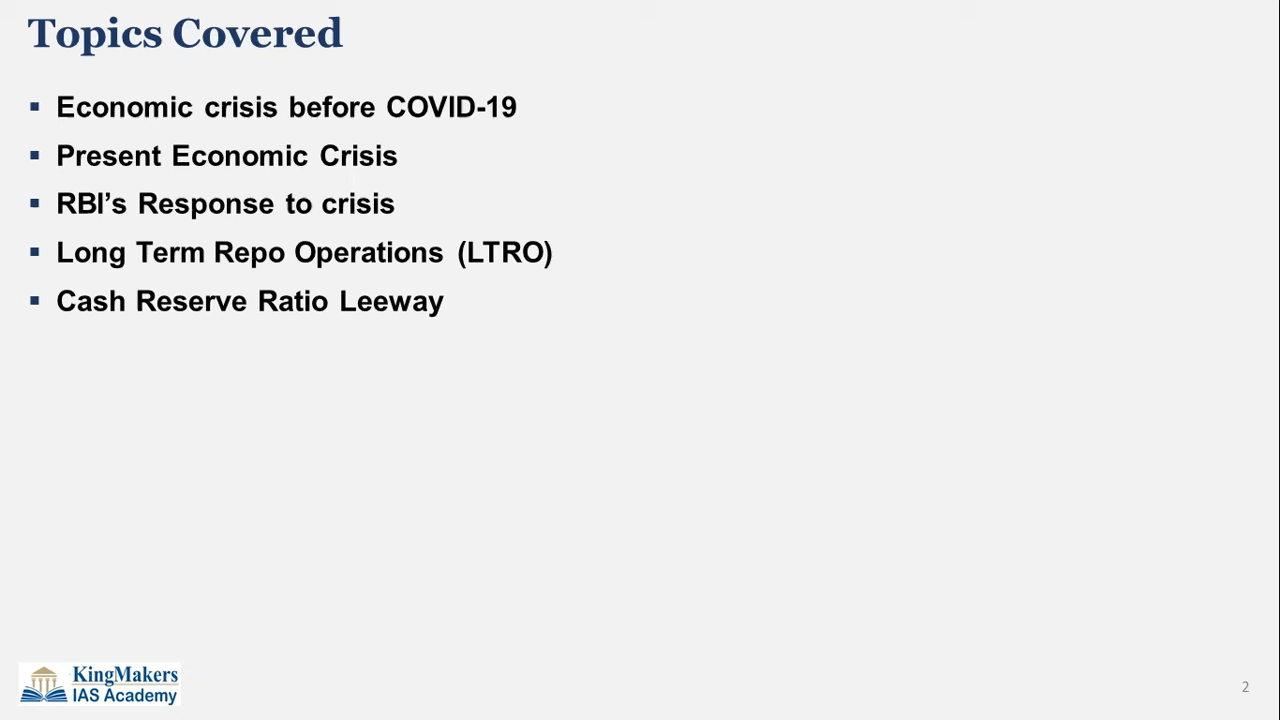 Topics Covered
▪ Economic crisis before COVID-19
▪ Present Economic Crisis
▪ RBI’s Response to crisis
▪ Long Term Repo Operations (LTRO)
▪ Cash Reserve Ratio Leeway
KingMakers
IAS Academy
2